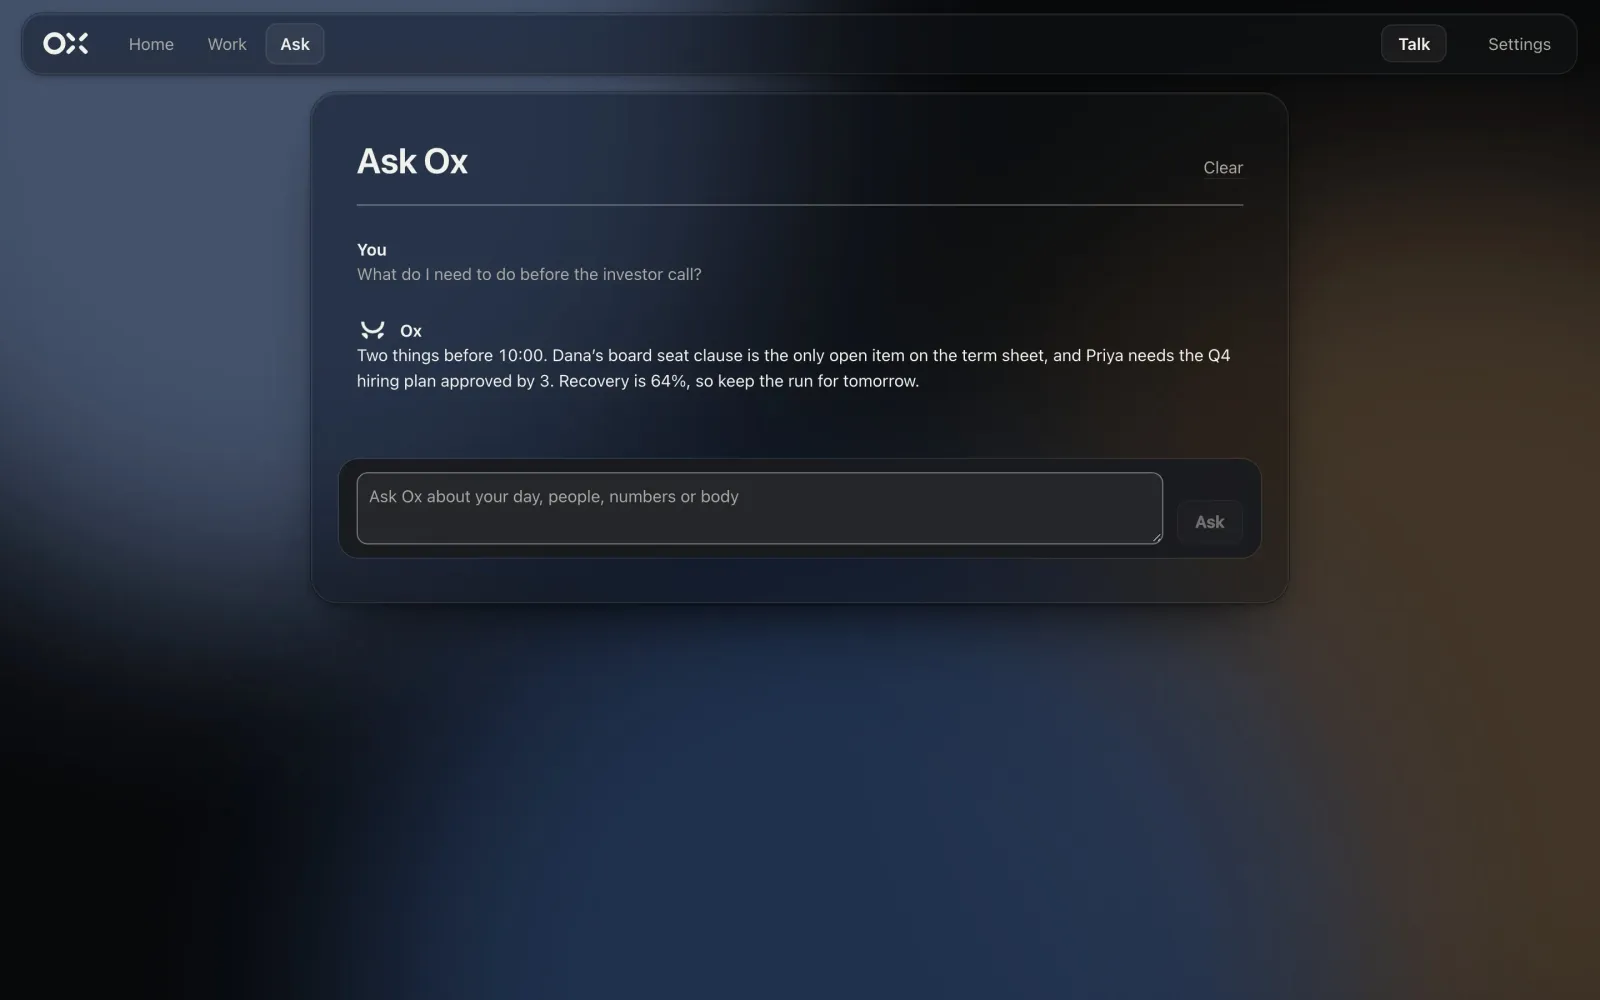 OX
Home
Work
Ask
Talk
Settings
Ask Ox
Clear
You
What do I need to do before the investor call?
Ox
Two things before 10:00. Dana’s board seat clause is the only open item on the term sheet, and Priya needs the Q4
hiring plan approved by 3. Recovery is 64%, so keep the run for tomorrow.
Ask Ox about your day, people, numbers or body
Ask